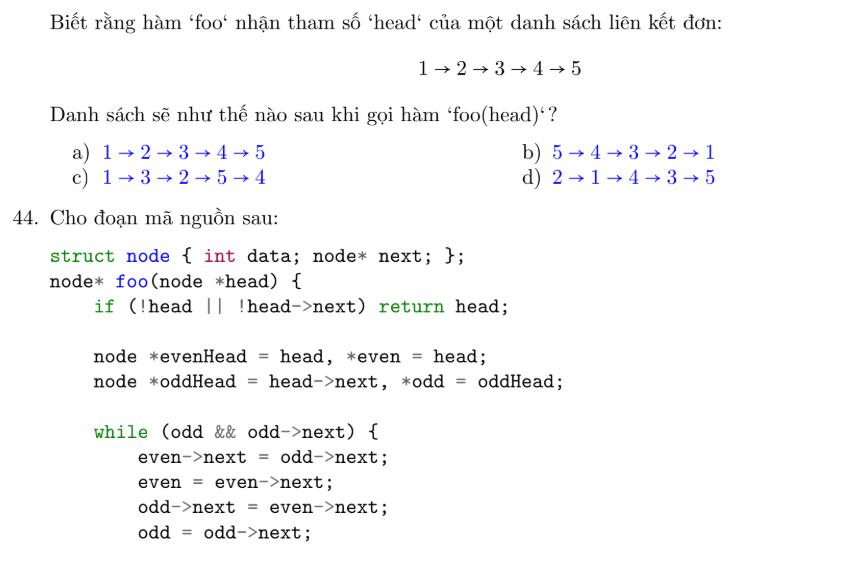 Biết rằng hàm ‘foo‘ nhận tham số ‘head‘ của một danh sách liên kết đơn:
1 → 2 → 3 → 4 → 5
Danh sách sẽ như thế nào sau khi gọi hàm ‘foo(head)‘?
a) 1 → 2 → 3 → 4 → 5 b) 5 → 4 → 3 → 2 → 1
c) 1 → 3 → 2 → 5 → 4 d) 2 → 1 → 4 → 3 → 5
44. Cho đoạn mã nguồn sau:
struct node { int data; node* next; };
node* foo(node *head) {
    if (!head || !head->next) return head;
    node *evenHead = head, *even = head;
    node *oddHead = head->next, *odd = oddHead;
    while (odd && odd->next) {
        even->next = odd->next;
        even = even->next;
        odd->next = even->next;
        odd = odd->next;